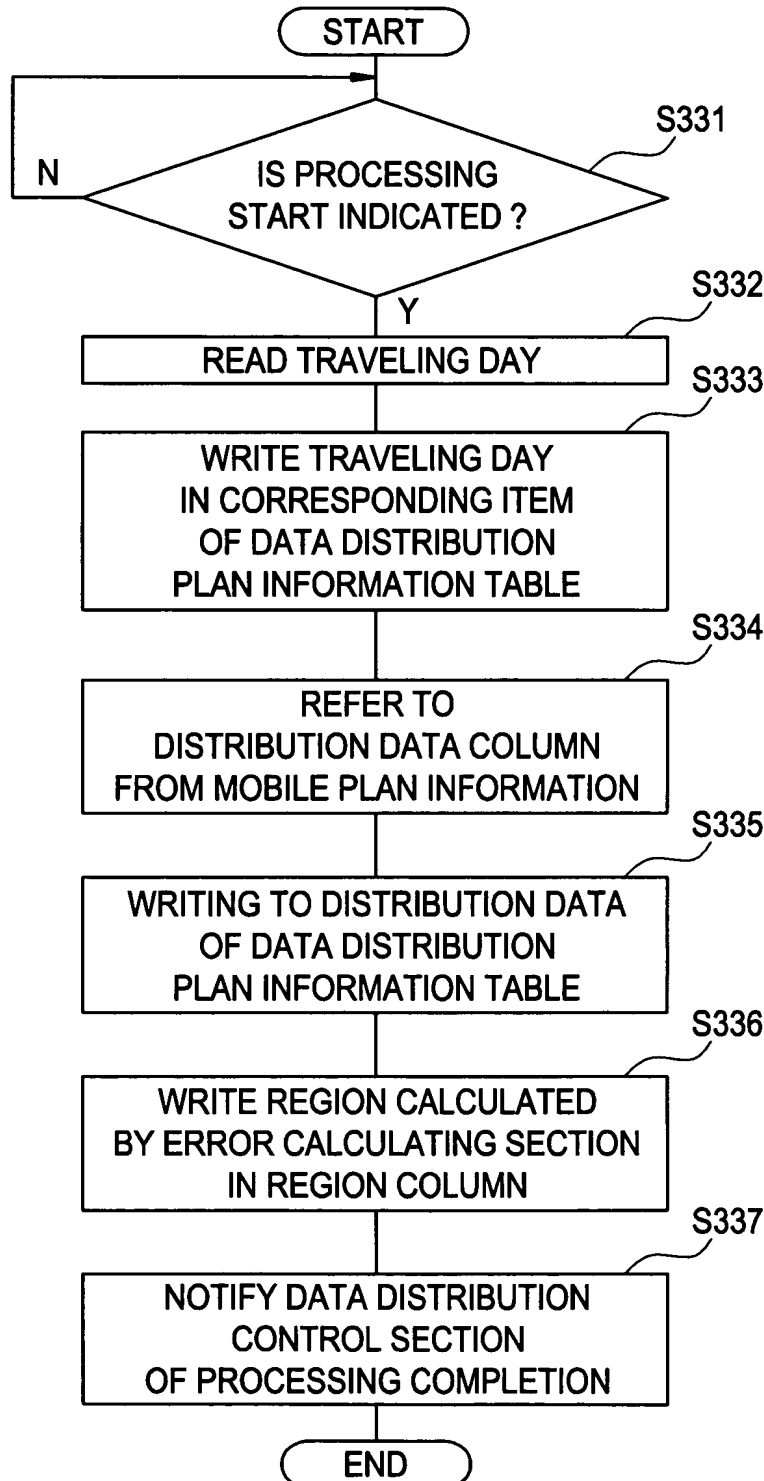 START
S331
IS PROCESSING
START INDICATED ?
N
Y
S332
READ TRAVELING DAY
S333
WRITE TRAVELING DAY
IN CORRESPONDING ITEM
OF DATA DISTRIBUTION
PLAN INFORMATION TABLE
S334
REFER TO
DISTRIBUTION DATA COLUMN
FROM MOBILE PLAN INFORMATION
S335
WRITING TO DISTRIBUTION DATA
OF DATA DISTRIBUTION
PLAN INFORMATION TABLE
S336
WRITE REGION CALCULATED
BY ERROR CALCULATING SECTION
IN REGION COLUMN
S337
NOTIFY DATA DISTRIBUTION
CONTROL SECTION
OF PROCESSING COMPLETION
END